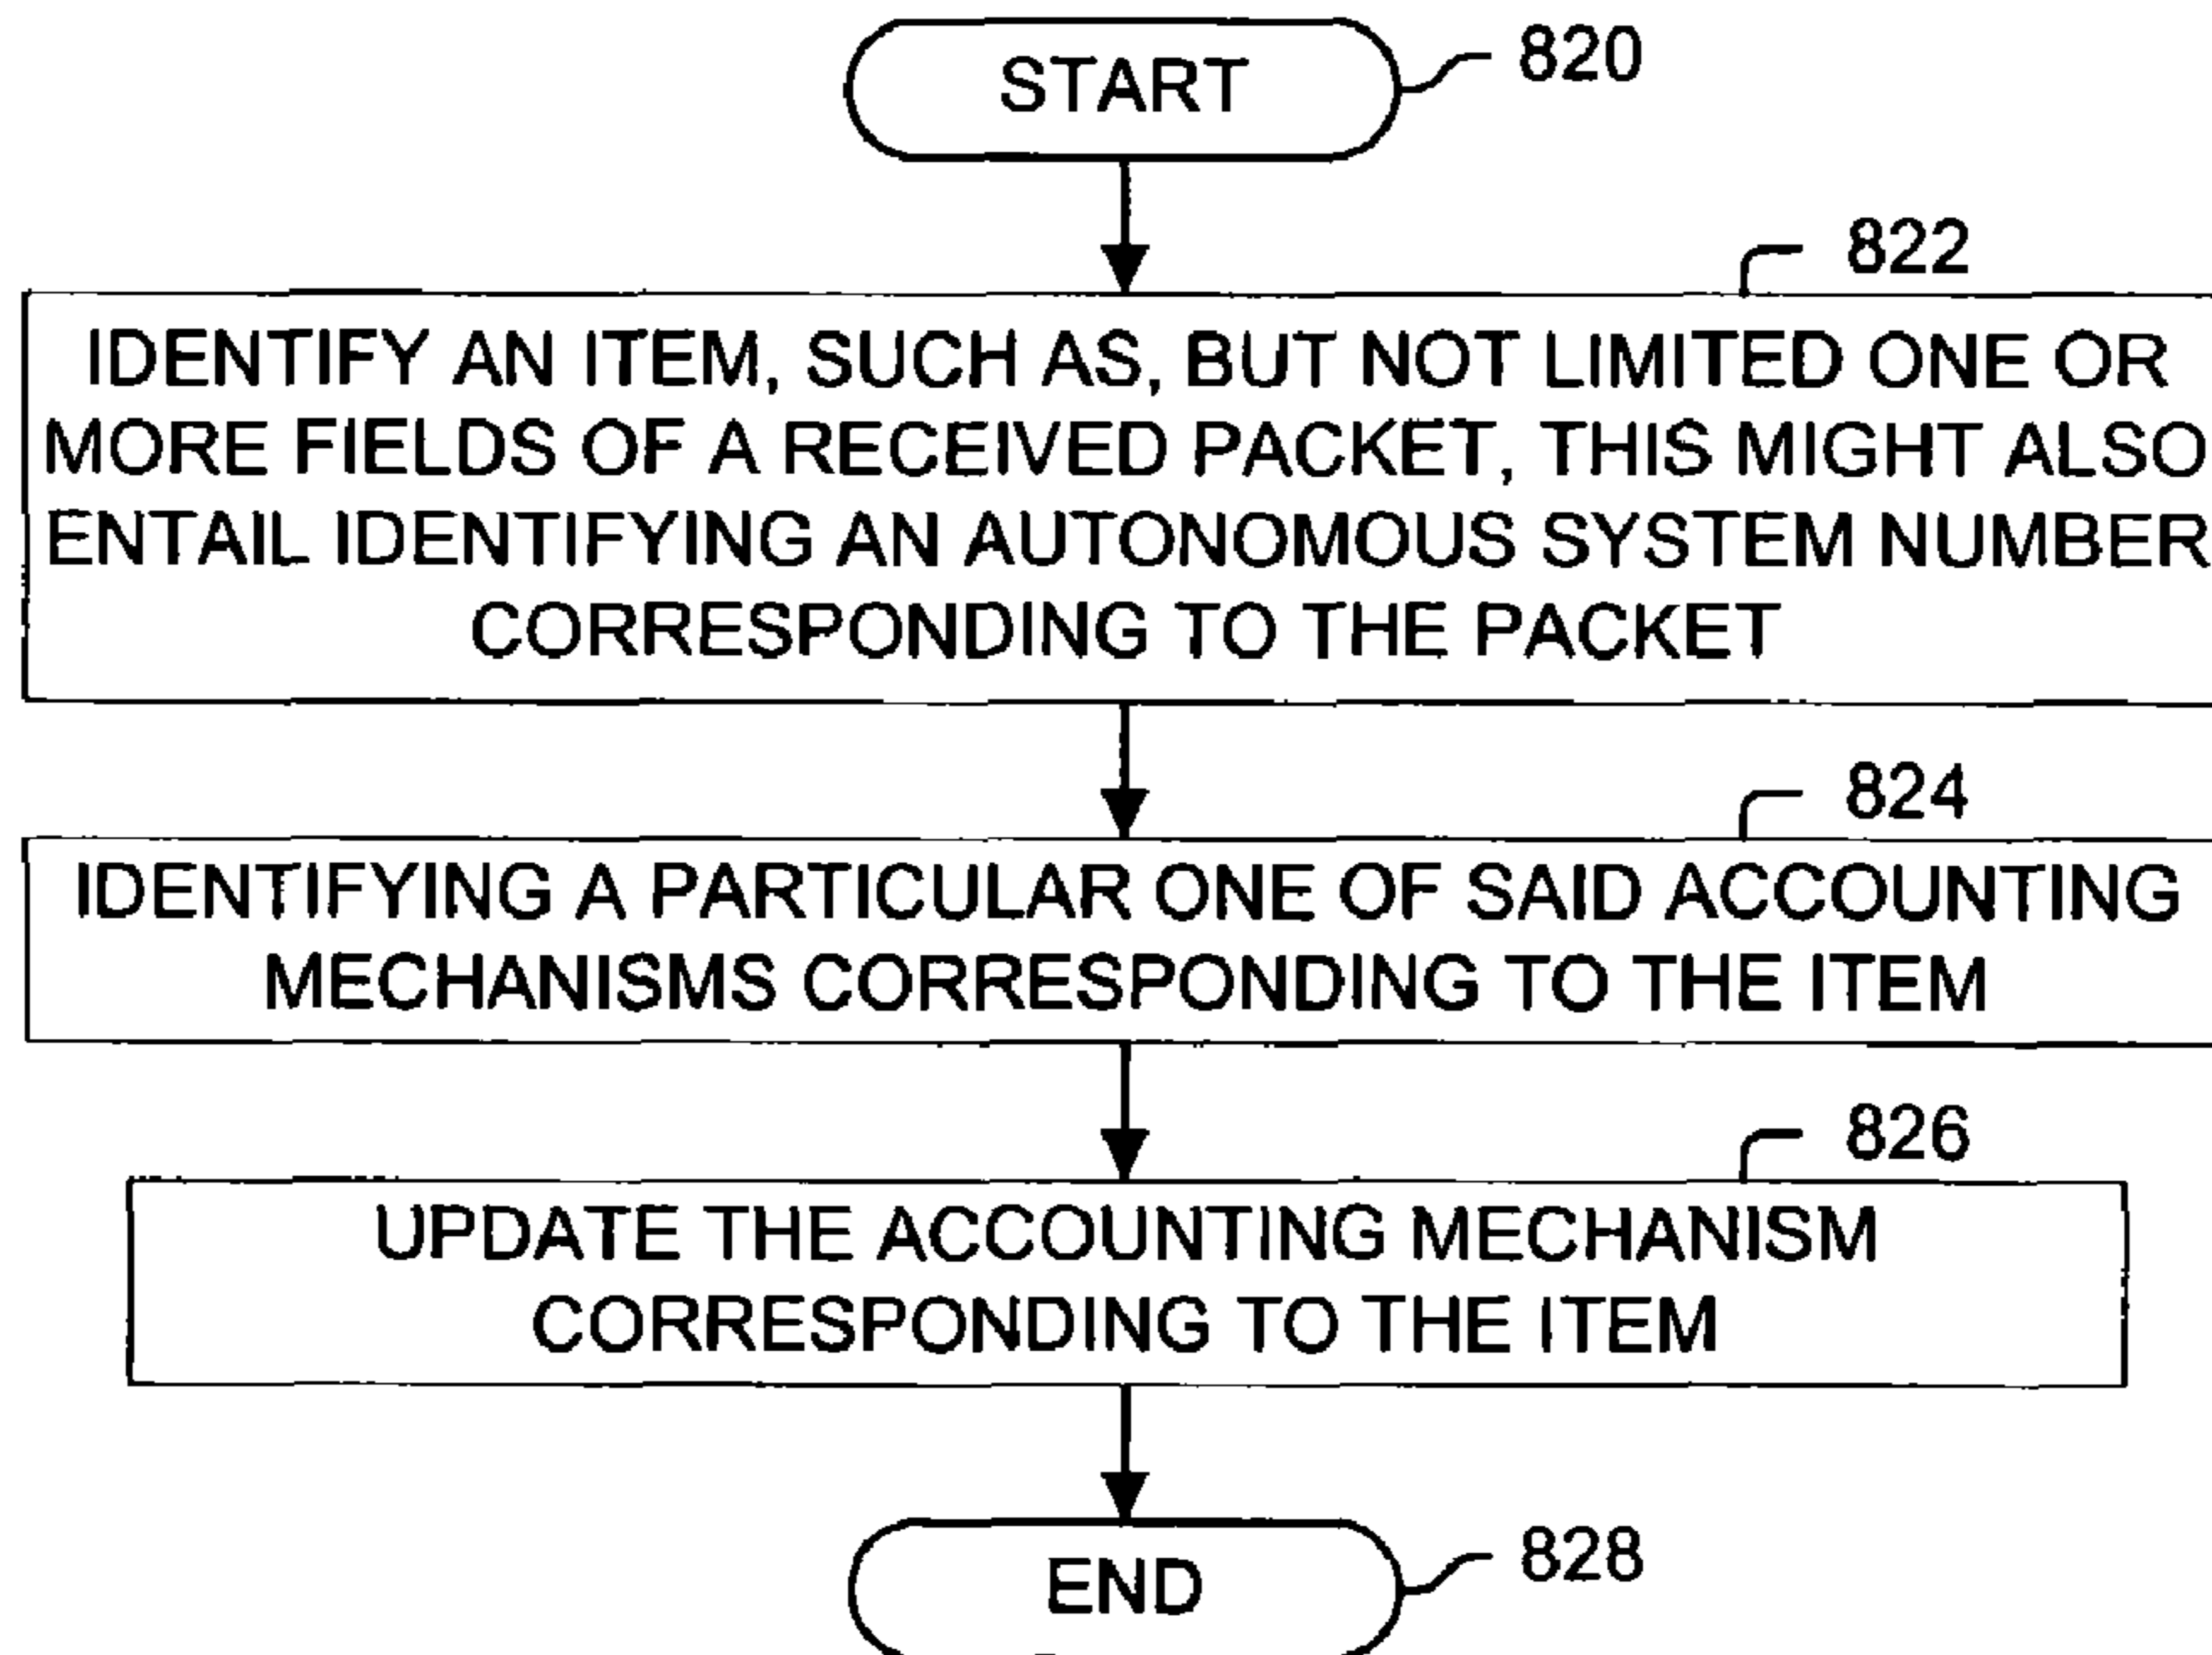 START
820
822
IDENTIFY AN ITEM, SUCH AS, BUT NOT LIMITED ONE OR
MORE FIELDS OF A RECEIVED PACKET, THIS MIGHT ALSO
ENTAIL IDENTIFYING AN AUTONOMOUS SYSTEM NUMBER
CORRESPONDING TO THE PACKET
824
IDENTIFYING A PARTICULAR ONE OF SAID ACCOUNTING
MECHANISMS CORRESPONDING TO THE ITEM
826
UPDATE THE ACCOUNTING MECHANISM
CORRESPONDING TO THE ITEM
END
828